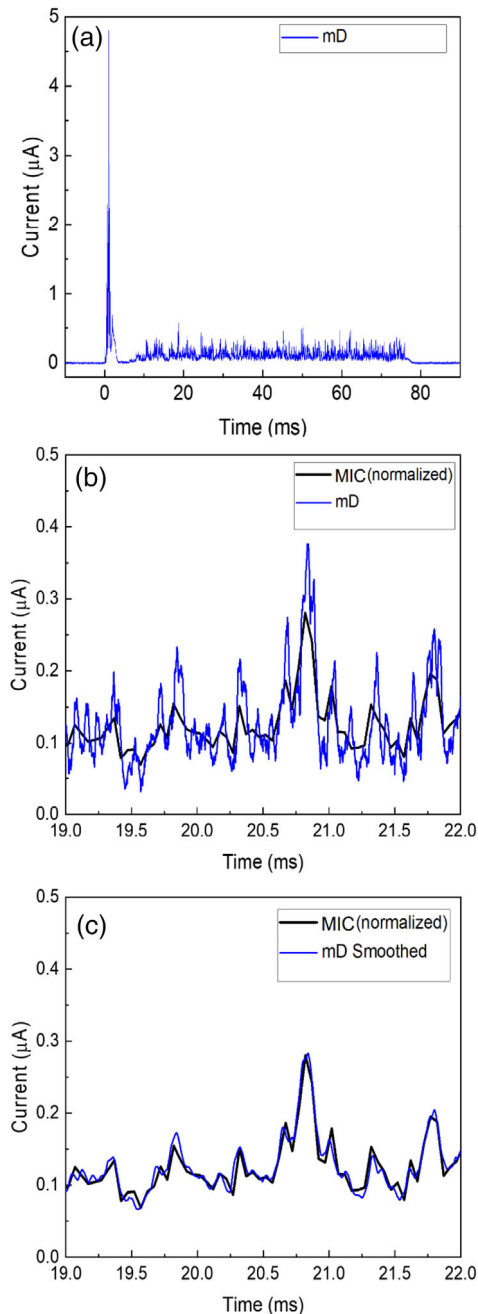 (a)
mD
Current (μA)
5
4
3
2
1
0
0 20 40 60 80
Time (ms)
(b)
MIC(normalized)
mD
Current (μA)
0.5
0.4
0.3
0.2
0.1
0.0
19.0 19.5 20.0 20.5 21.0 21.5 22.0
Time (ms)
(c)
MIC(normalized)
mD Smoothed
Current (μA)
0.5
0.4
0.3
0.2
0.1
0.0
19.0 19.5 20.0 20.5 21.0 21.5 22.0
Time (ms)